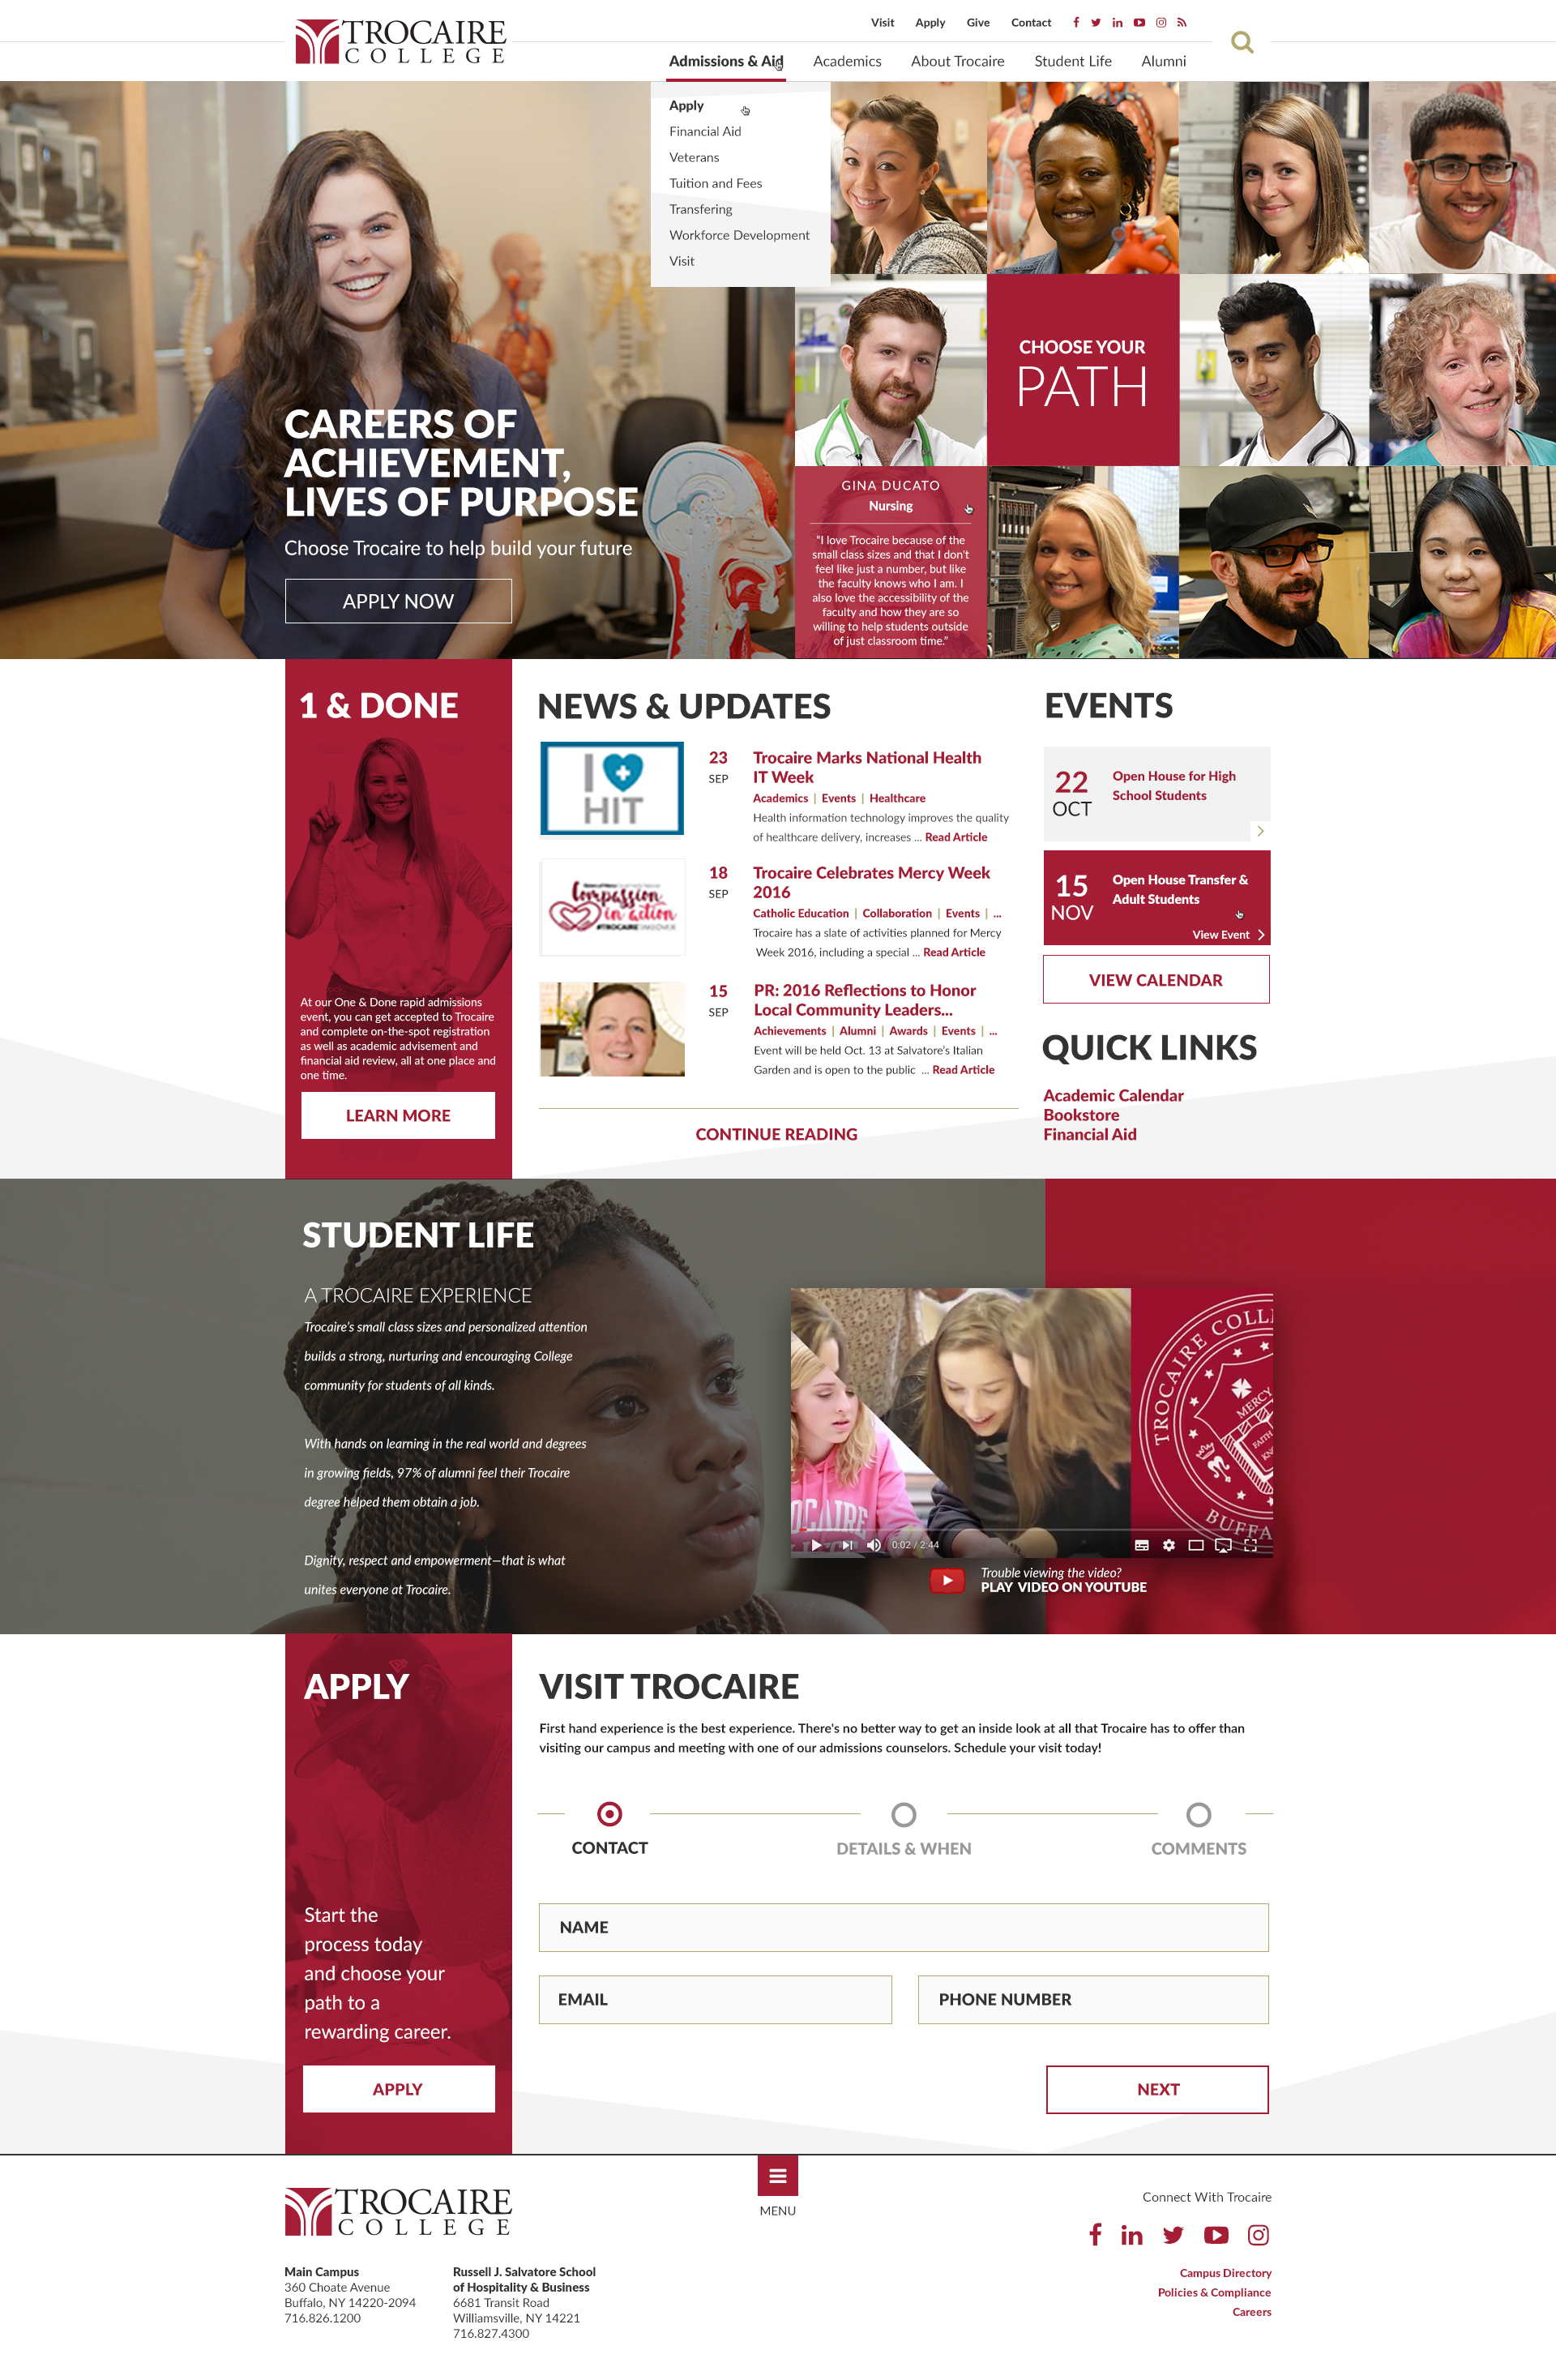 TROCAIRE
COLLEGE
Visit Apply Give Contact
Admissions & Aid Academics About Trocaire Student Life Alumni
Apply
Financial Aid
Veterans
Tuition and Fees
Transfering
Workforce Development
Visit
CAREERS OF
ACHIEVEMENT,
LIVES OF PURPOSE
Choose Trocaire to help build your future
APPLY NOW
CHOOSE YOUR
PATH
GINA DUCATO
Nursing
“I love Trocaire because of the
small class sizes and that I don't
feel like just a number, but like
the faculty knows who I am. I
also love the accessibility of the
faculty and how they are so
willing to help students outside
of just classroom time.”
1 & DONE
At our One & Done rapid admissions
event, you can get accepted to Trocaire
and complete on-the-spot registration
as well as academic advisement and
financial aid review, all at one place and
one time.
LEARN MORE
NEWS & UPDATES
I
HIT
23
SEP
Trocaire Marks National Health
IT Week
Academics | Events | Healthcare
Health information technology improves the quality
of healthcare delivery, increases ... Read Article
Compassion
in action
#TROCAIRETAKEOVER
18
SEP
Trocaire Celebrates Mercy Week
2016
Catholic Education | Collaboration | Events | ...
Trocaire has a slate of activities planned for Mercy
Week 2016, including a special ... Read Article
15
SEP
PR: 2016 Reflections to Honor
Local Community Leaders...
Achievements | Alumni | Awards | Events | ...
Event will be held Oct. 13 at Salvatore's Italian
Garden and is open to the public ... Read Article
CONTINUE READING
EVENTS
22
OCT
Open House for High
School Students
15
NOV
Open House Transfer &
Adult Students
View Event
VIEW CALENDAR
QUICK LINKS
Academic Calendar
Bookstore
Financial Aid
STUDENT LIFE
A TROCAIRE EXPERIENCE
Trocaire's small class sizes and personalized attention
builds a strong, nurturing and encouraging College
community for students of all kinds.
With hands on learning in the real world and degrees
in growing fields, 97% of alumni feel their Trocaire
degree helped them obtain a job.
Dignity, respect and empowerment—that is what
unites everyone at Trocaire.
TROCAIRE COLLE
MERCY
FAITH
BUFFA
0:02 / 2:44
Trouble viewing the video?
PLAY VIDEO ON YOUTUBE
APPLY
Start the
process today
and choose your
path to a
rewarding career.
APPLY
VISIT TROCAIRE
First hand experience is the best experience. There's no better way to get an inside look at all that Trocaire has to offer than
visiting our campus and meeting with one of our admissions counselors. Schedule your visit today!
CONTACT
DETAILS & WHEN
COMMENTS
NAME
EMAIL
PHONE NUMBER
NEXT
TROCAIRE
COLLEGE
MENU
Connect With Trocaire
Main Campus
360 Choate Avenue
Buffalo, NY 14220-2094
716.826.1200
Russell J. Salvatore School
of Hospitality & Business
6681 Transit Road
Williamsville, NY 14221
716.827.4300
Campus Directory
Policies & Compliance
Careers